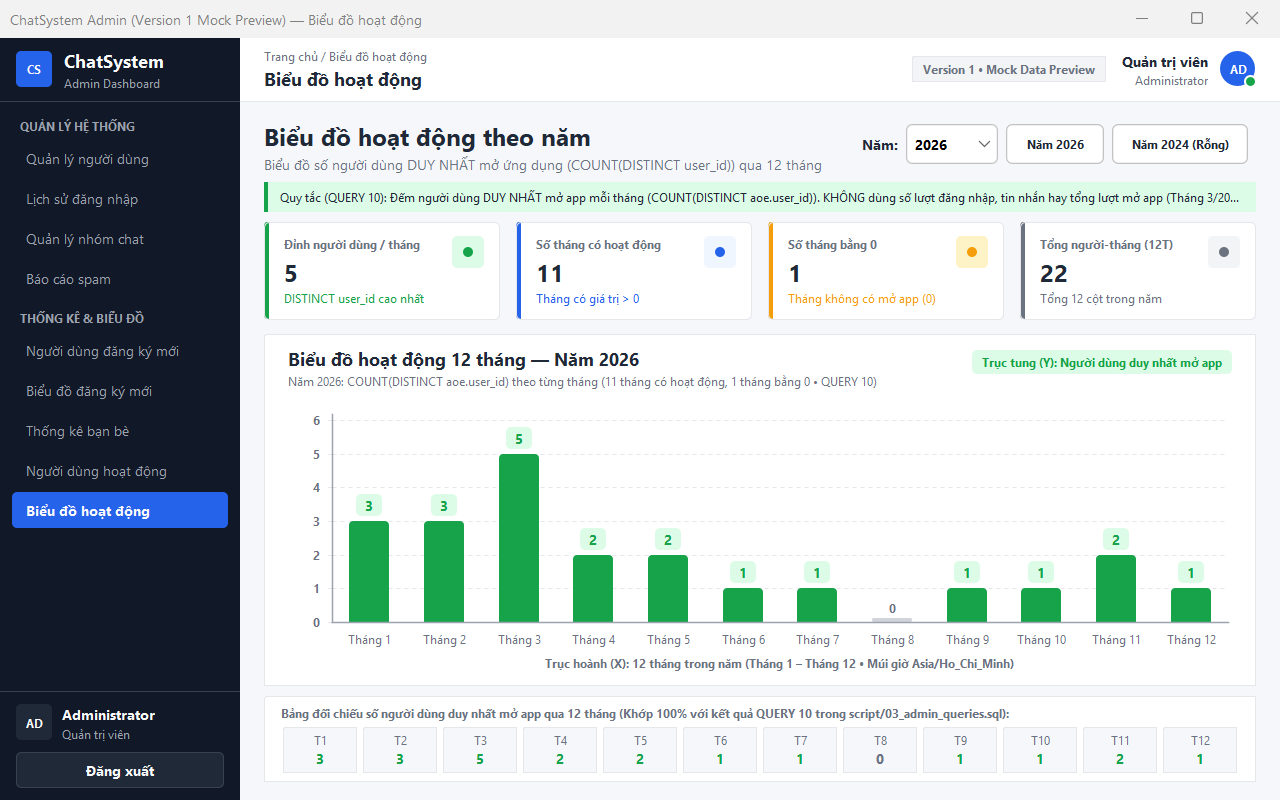 ChatSystem Admin (Version 1 Mock Preview) — Biểu đồ hoạt động
CS
ChatSystem
Admin Dashboard
QUẢN LÝ HỆ THỐNG
Quản lý người dùng
Lịch sử đăng nhập
Quản lý nhóm chat
Báo cáo spam
THỐNG KÊ & BIỂU ĐỒ
Người dùng đăng ký mới
Biểu đồ đăng ký mới
Thống kê bạn bè
Người dùng hoạt động
Biểu đồ hoạt động
AD
Administrator
Quản trị viên
Đăng xuất
Trang chủ / Biểu đồ hoạt động
Biểu đồ hoạt động
Version 1 • Mock Data Preview
Quản trị viên
Administrator
AD
Biểu đồ hoạt động theo năm
Biểu đồ số người dùng DUY NHẤT mở ứng dụng (COUNT(DISTINCT user_id)) qua 12 tháng
Năm:
2026
Năm 2026
Năm 2024 (Rỗng)
Quy tắc (QUERY 10): Đếm người dùng DUY NHẤT mở app mỗi tháng (COUNT(DISTINCT aoe.user_id)). KHÔNG dùng số lượt đăng nhập, tin nhắn hay tổng lượt mở app (Tháng 3/20...
Đỉnh người dùng / tháng
5
DISTINCT user_id cao nhất
Số tháng có hoạt động
11
Tháng có giá trị > 0
Số tháng bằng 0
1
Tháng không có mở app (0)
Tổng người-tháng (12T)
22
Tổng 12 cột trong năm
Biểu đồ hoạt động 12 tháng — Năm 2026
Năm 2026: COUNT(DISTINCT aoe.user_id) theo từng tháng (11 tháng có hoạt động, 1 tháng bằng 0 • QUERY 10)
Trục tung (Y): Người dùng duy nhất mở app
6
5
4
3
2
1
0
3
3
5
2
2
1
1
0
1
1
2
1
Tháng 1
Tháng 2
Tháng 3
Tháng 4
Tháng 5
Tháng 6
Tháng 7
Tháng 8
Tháng 9
Tháng 10
Tháng 11
Tháng 12
Trục hoành (X): 12 tháng trong năm (Tháng 1 – Tháng 12 • Múi giờ Asia/Ho_Chi_Minh)
Bảng đối chiếu số người dùng duy nhất mở app qua 12 tháng (Khớp 100% với kết quả QUERY 10 trong script/03_admin_queries.sql):
T1
3
T2
3
T3
5
T4
2
T5
2
T6
1
T7
1
T8
0
T9
1
T10
1
T11
2
T12
1